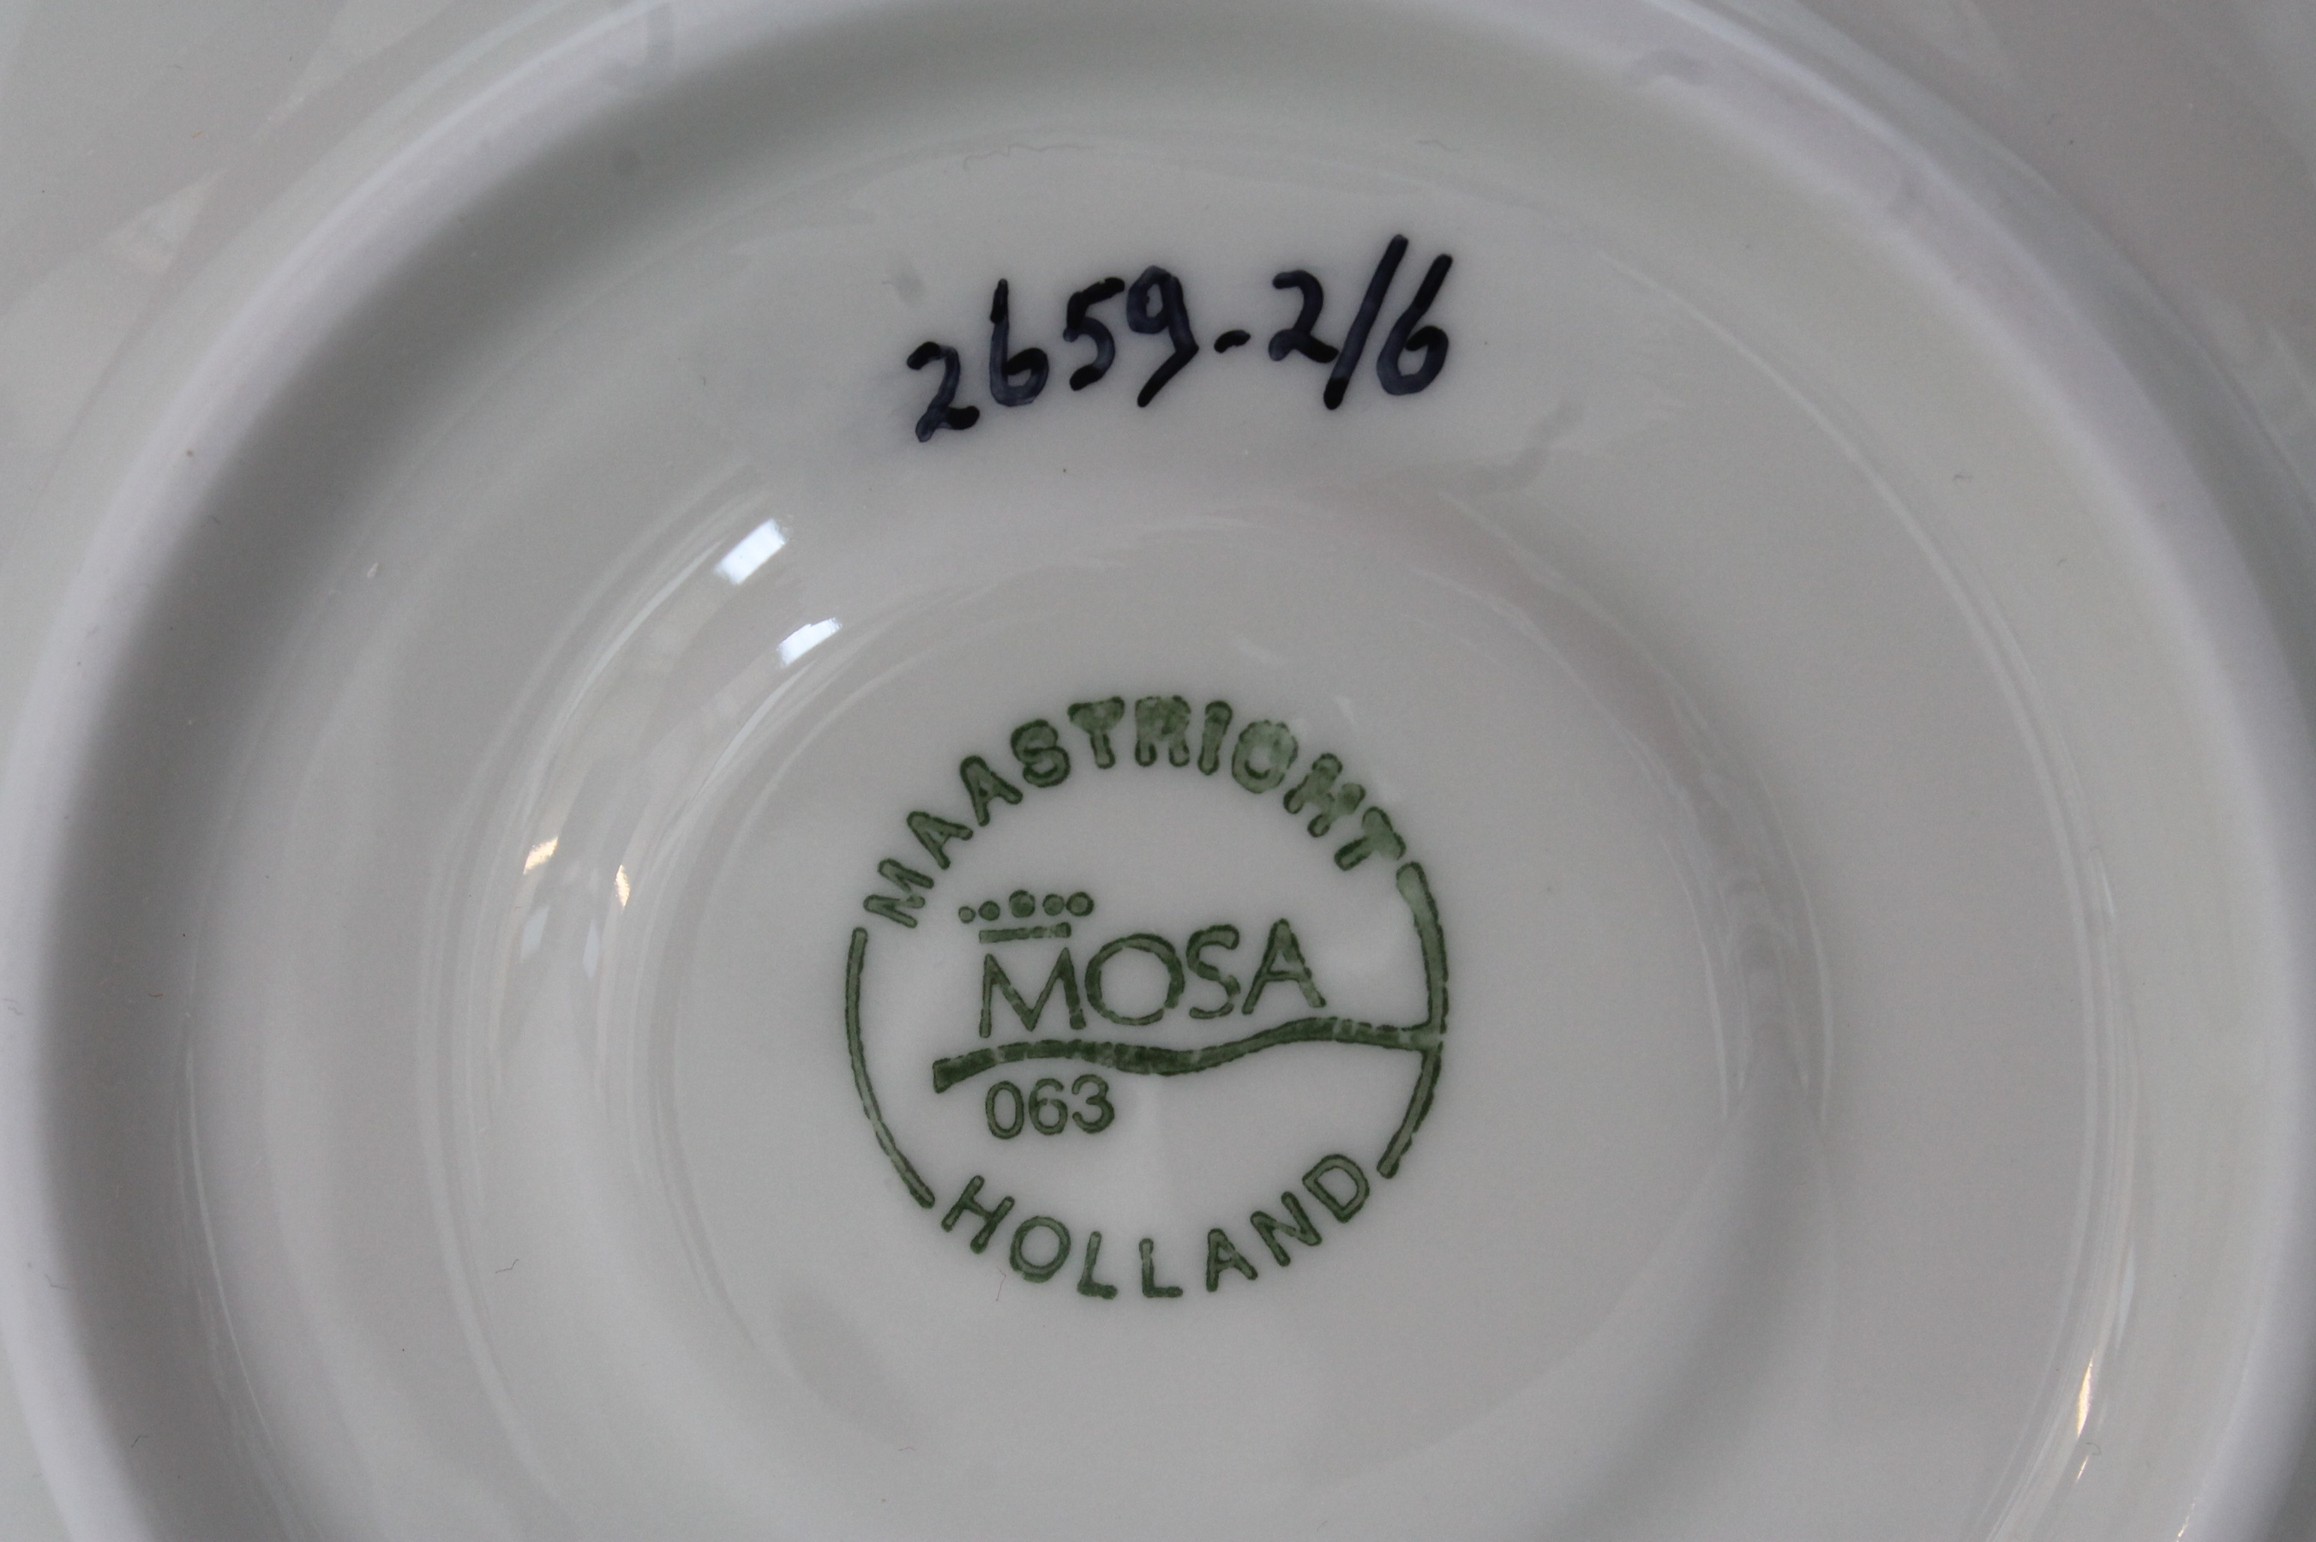 2659-2/6
MAASTRICHT
MOSA
063
HOLLAND